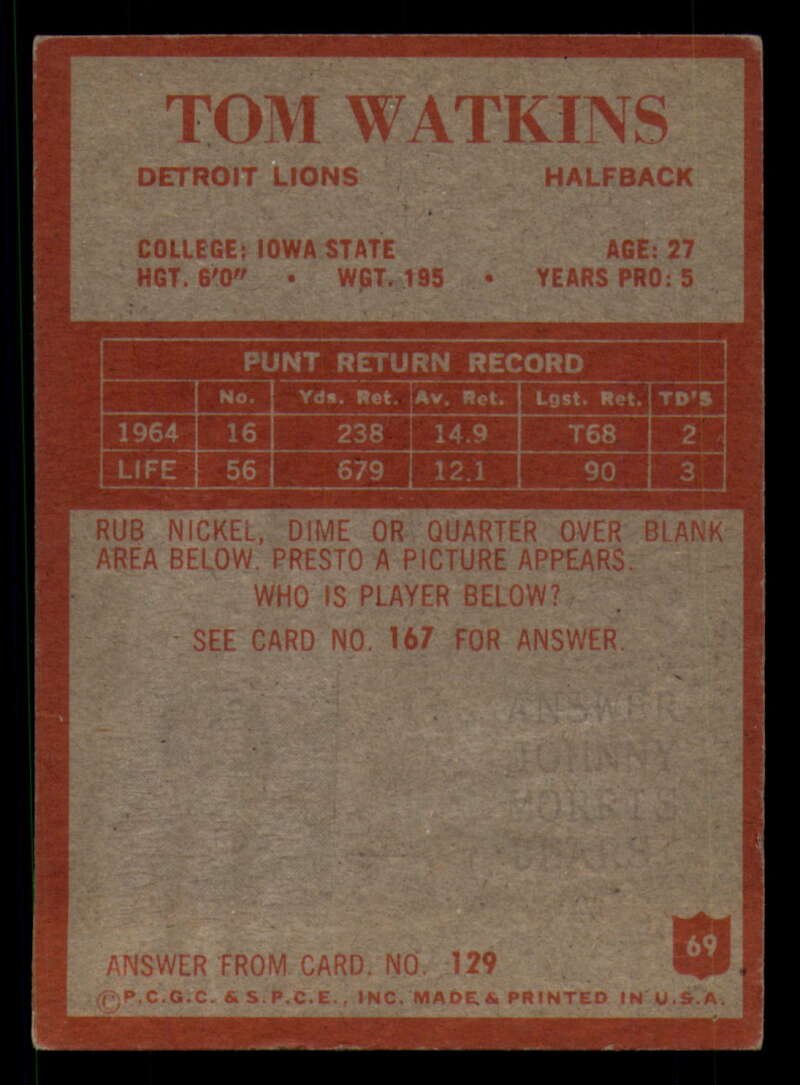 TOM WATKINS
DETROIT LIONS HALFBACK
COLLEGE: IOWA STATE AGE: 27
HGT. 6'0" • WGT. 195 • YEARS PRO: 5
PUNT RETURN RECORD
No. Yds. Ret. Av. Ret. Lgst. Ret. TD'S
1964 16 238 14.9 T68 2
LIFE 56 679 12.1 90 3
RUB NICKEL, DIME OR QUARTER OVER BLANK
AREA BELOW. PRESTO A PICTURE APPEARS.
WHO IS PLAYER BELOW?
SEE CARD NO. 167 FOR ANSWER.
ANSWER
JOHNNY
MORRIS
BEARS
69
ANSWER FROM CARD. NO. 129
©P.C.G.C. & S.P.C.E., INC. MADE & PRINTED IN U.S.A.